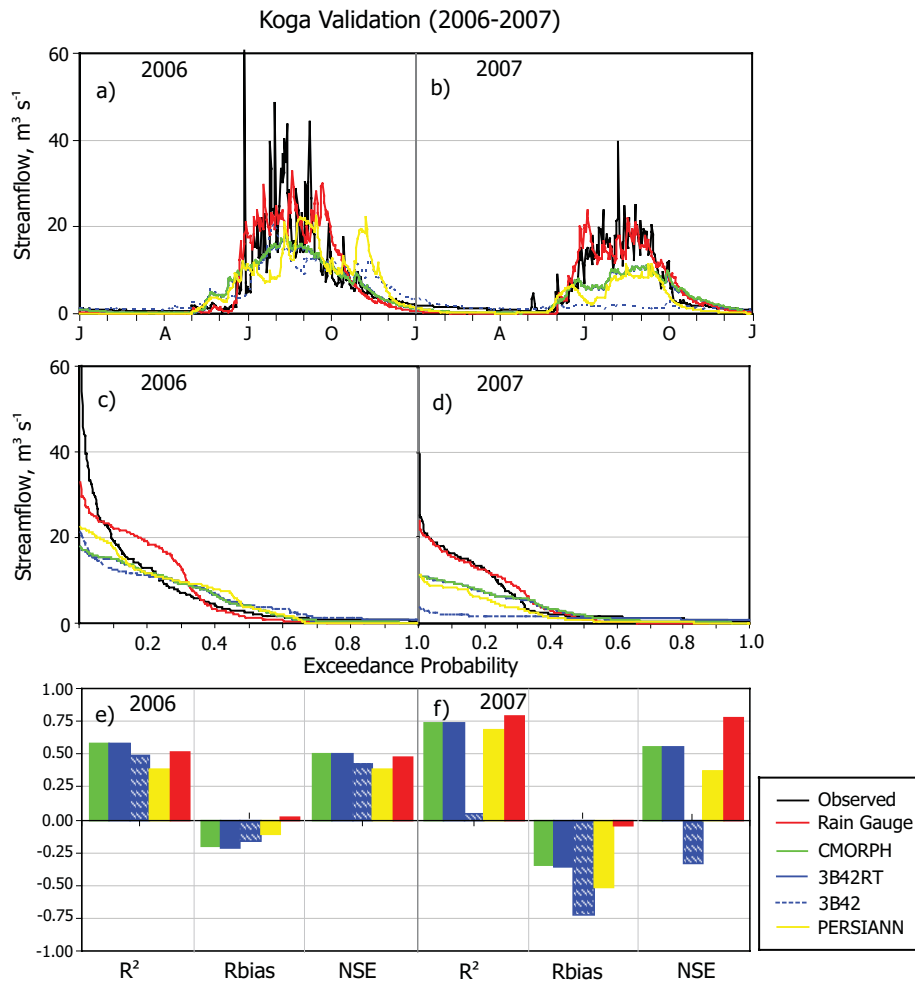 Koga Validation (2006-2007)
60
40
20
0
Streamflow, m³ s⁻¹
a)
2006
b)
2007
J
A
J
O
J
A
J
O
J
60
40
20
0
Streamflow, m³ s⁻¹
c)
2006
d)
2007
0.2
0.4
0.6
0.8
1.0
0.2
0.4
0.6
0.8
1.0
Exceedance Probability
1.00
0.75
0.50
0.25
0.00
-0.25
-0.50
-0.75
-1.00
e)
2006
f)
2007
R²
Rbias
NSE
R²
Rbias
NSE
Observed
Rain Gauge
CMORPH
3B42RT
3B42
PERSIANN